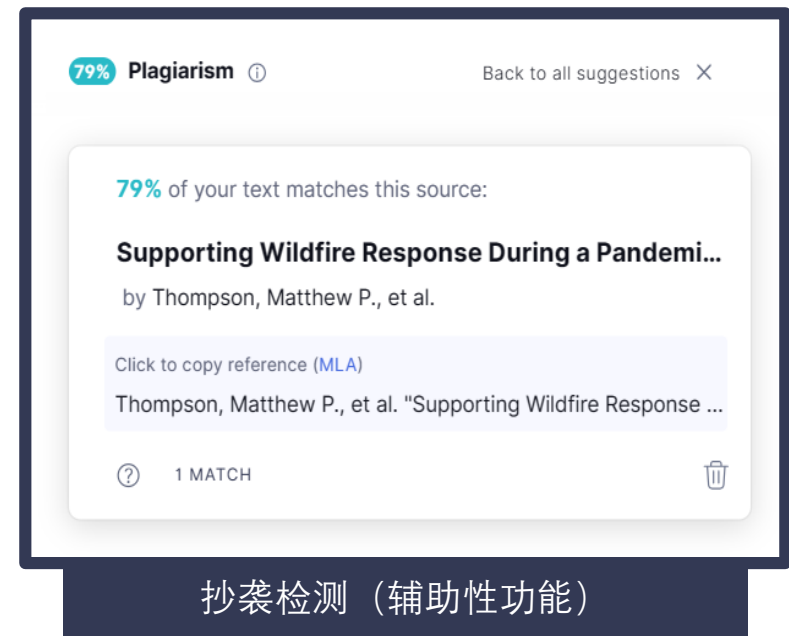 79% Plagiarism Back to all suggestions
79% of your text matches this source:
Supporting Wildfire Response During a Pandemi...
by Thompson, Matthew P., et al.
Click to copy reference (MLA)
Thompson, Matthew P., et al. "Supporting Wildfire Response ...
1 MATCH
抄袭检测（辅助性功能）